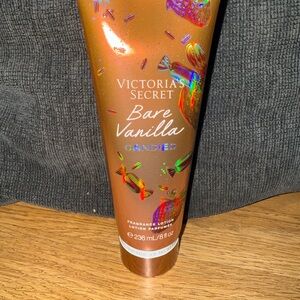 VICTORIA'S
SECRET
Bare
Vanilla
CANDIED
FRAGRANCE LOTION
LOTION PARFUMÉE
236 mL/8 fl oz